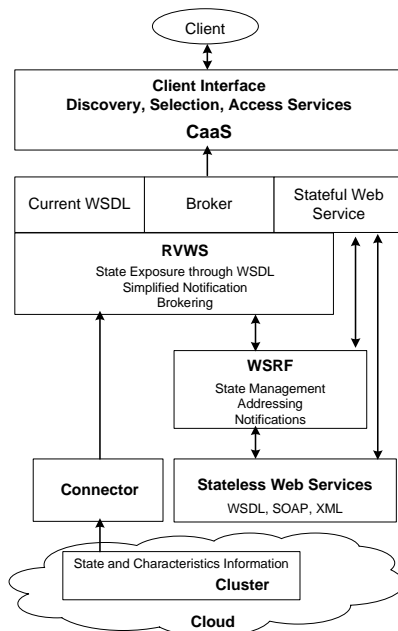 Client
Client Interface
Discovery, Selection, Access Services
CaaS
Current WSDL
Broker
Stateful Web
Service
RVWS
State Exposure through WSDL
Simplified Notification
Brokering
WSRF
State Management
Addressing
Notifications
Connector
Stateless Web Services
WSDL, SOAP, XML
State and Characteristics Information
Cluster
Cloud